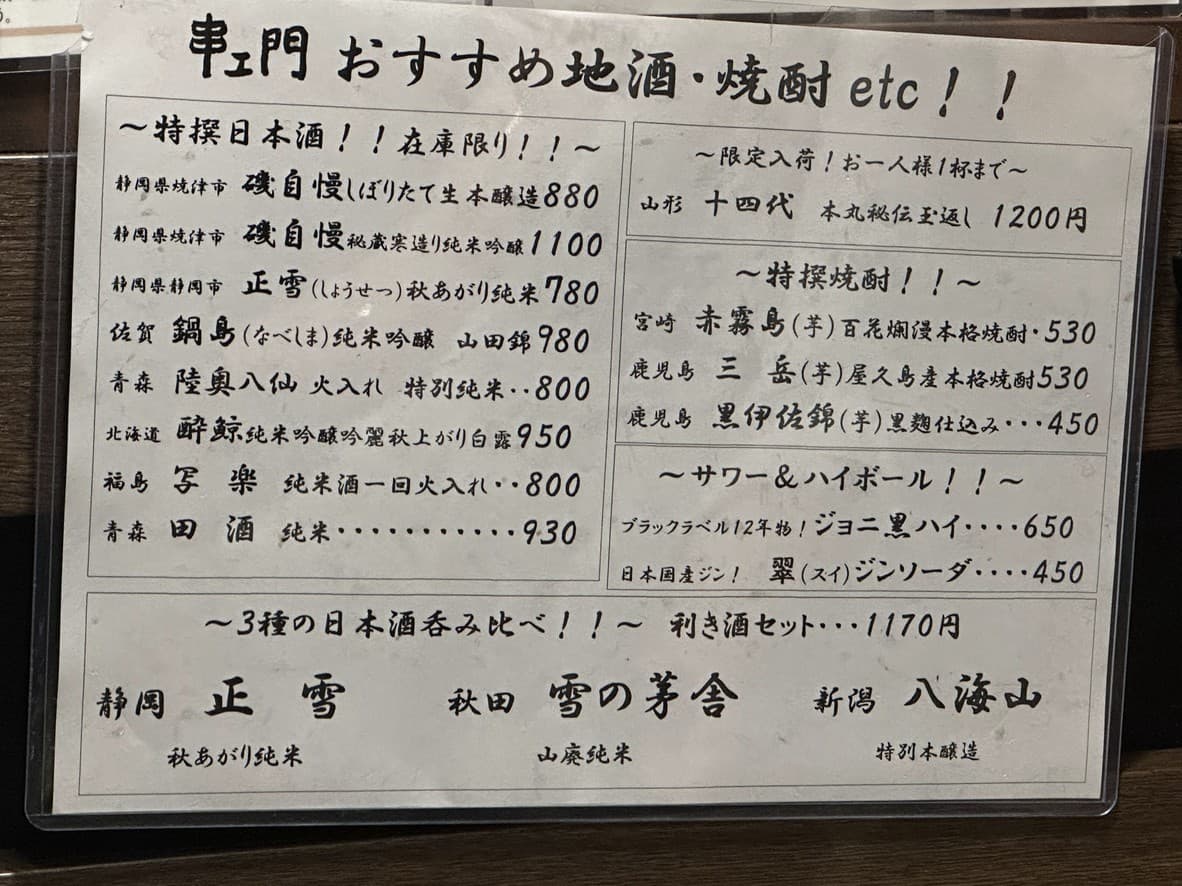 う。
串エ門 おすすめ地酒・焼酎 etc！！
～特撰日本酒！！在庫限り！！～
静岡県焼津市 磯自慢しぼりたて生本醸造880
静岡県焼津市 磯自慢秘蔵寒造り純米吟醸1100
静岡県静岡市 正雪(しょうせつ)秋あがり純米780
佐賀 鍋島(なべしま)純米吟醸 山田錦980
青森 陸奥八仙 火入れ 特別純米‥800
北海道 酔鯨純米吟醸吟麗秋上がり白露950
福島 写 楽 純米酒一回火入れ‥800
青森 田 酒 純米・・・・・・・・・・・930
～限定入荷！お一人様1杯まで～
山形 十四代 本丸秘伝玉返し 1200円
～特撰焼酎！！～
宮崎 赤霧島(芋)百花爛漫本格焼酎・530
鹿児島 三 岳(芋)屋久島産本格焼酎530
鹿児島 黒伊佐錦(芋)黒麹仕込み・・・450
～サワー＆ハイボール！！～
ブラックラベル12年物！ジョニ黒ハイ・・・・650
日本国産ジン！ 翠(スイ)ジンソーダ・・・・450
～3種の日本酒呑み比べ！！～ 利き酒セット・・・1170円
静岡 正 雪
秋あがり純米
秋田 雪の茅舎
山廃純米
新潟 八海山
特別本醸造